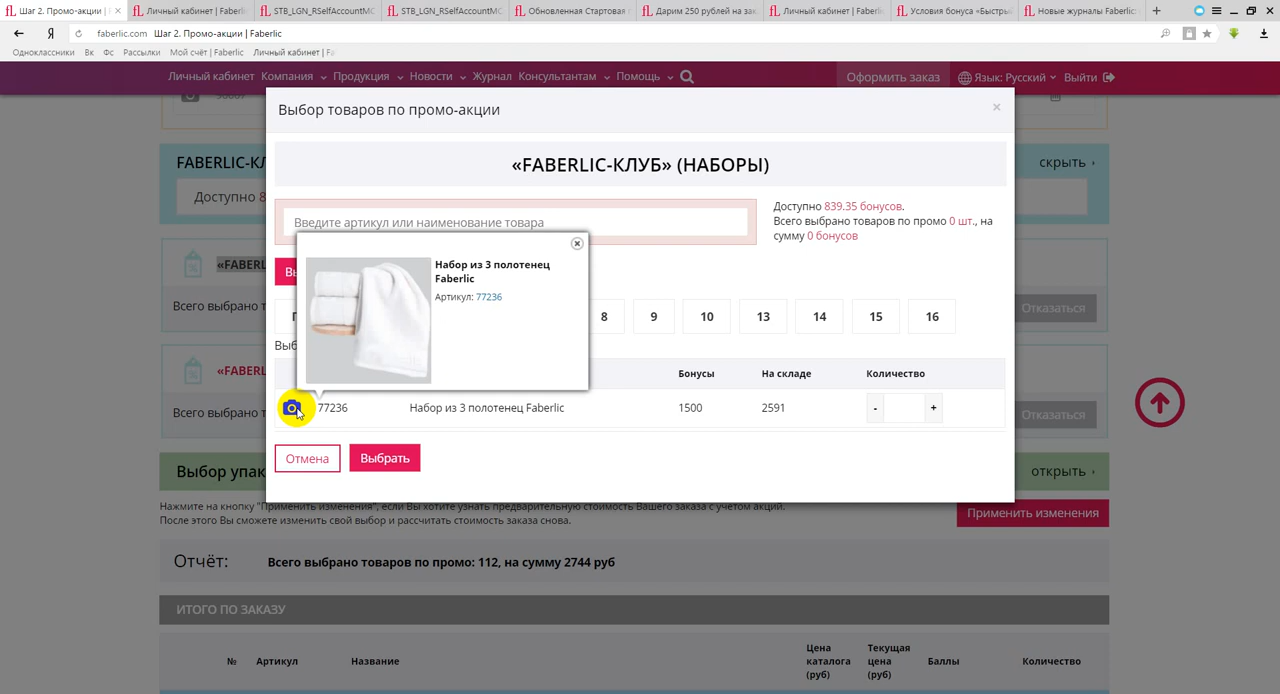 Шаг 2. Промо-акции | F
Личный кабинет | Faberli
STB_LGN_RSelfAccountMC
STB_LGN_RSelfAccountMC
Обновленная Стартовая п
Дарим 250 рублей на зак
Личный кабинет | Faberli
Условия бонуса «Быстрый
Новые журналы Faberlic
faberlic.com Шаг 2. Промо-акции | Faberlic
Одноклассники Вк Фс Рассылки Мой счёт | Faberlic Личный кабинет | Fa
Личный кабинет Компания Продукция Новости Журнал Консультантам Помощь Оформить заказ Язык: Русский Выйти
Выбор товаров по промо-акции ×
«FABERLIC-КЛУБ» (НАБОРЫ)
FABERLIC-КЛ
скрыть
Доступно 8
Введите артикул или наименование товара
Доступно 839.35 бонусов.
Всего выбрано товаров по промо 0 шт., на
сумму 0 бонусов
«FABERL
Всего выбрано т
Отказаться
Набор из 3 полотенец
Faberlic
Артикул: 77236
8 9 10 13 14 15 16
Выб
Бонусы На складе Количество
«FABERL
77236 Набор из 3 полотенец Faberlic 1500 2591 - +
Всего выбрано т
Отказаться
Отмена Выбрать
Выбор упак
открыть
Нажмите на кнопку "Применить изменения", если Вы хотите узнать предварительную стоимость Вашего заказа с учетом акций.
После этого Вы сможете изменить свой выбор и рассчитать стоимость заказа снова.
Применить изменения
Отчёт: Всего выбрано товаров по промо: 112, на сумму 2744 руб
ИТОГО ПО ЗАКАЗУ
№ Артикул Название Цена каталога (руб) Текущая цена (руб) Баллы Количество